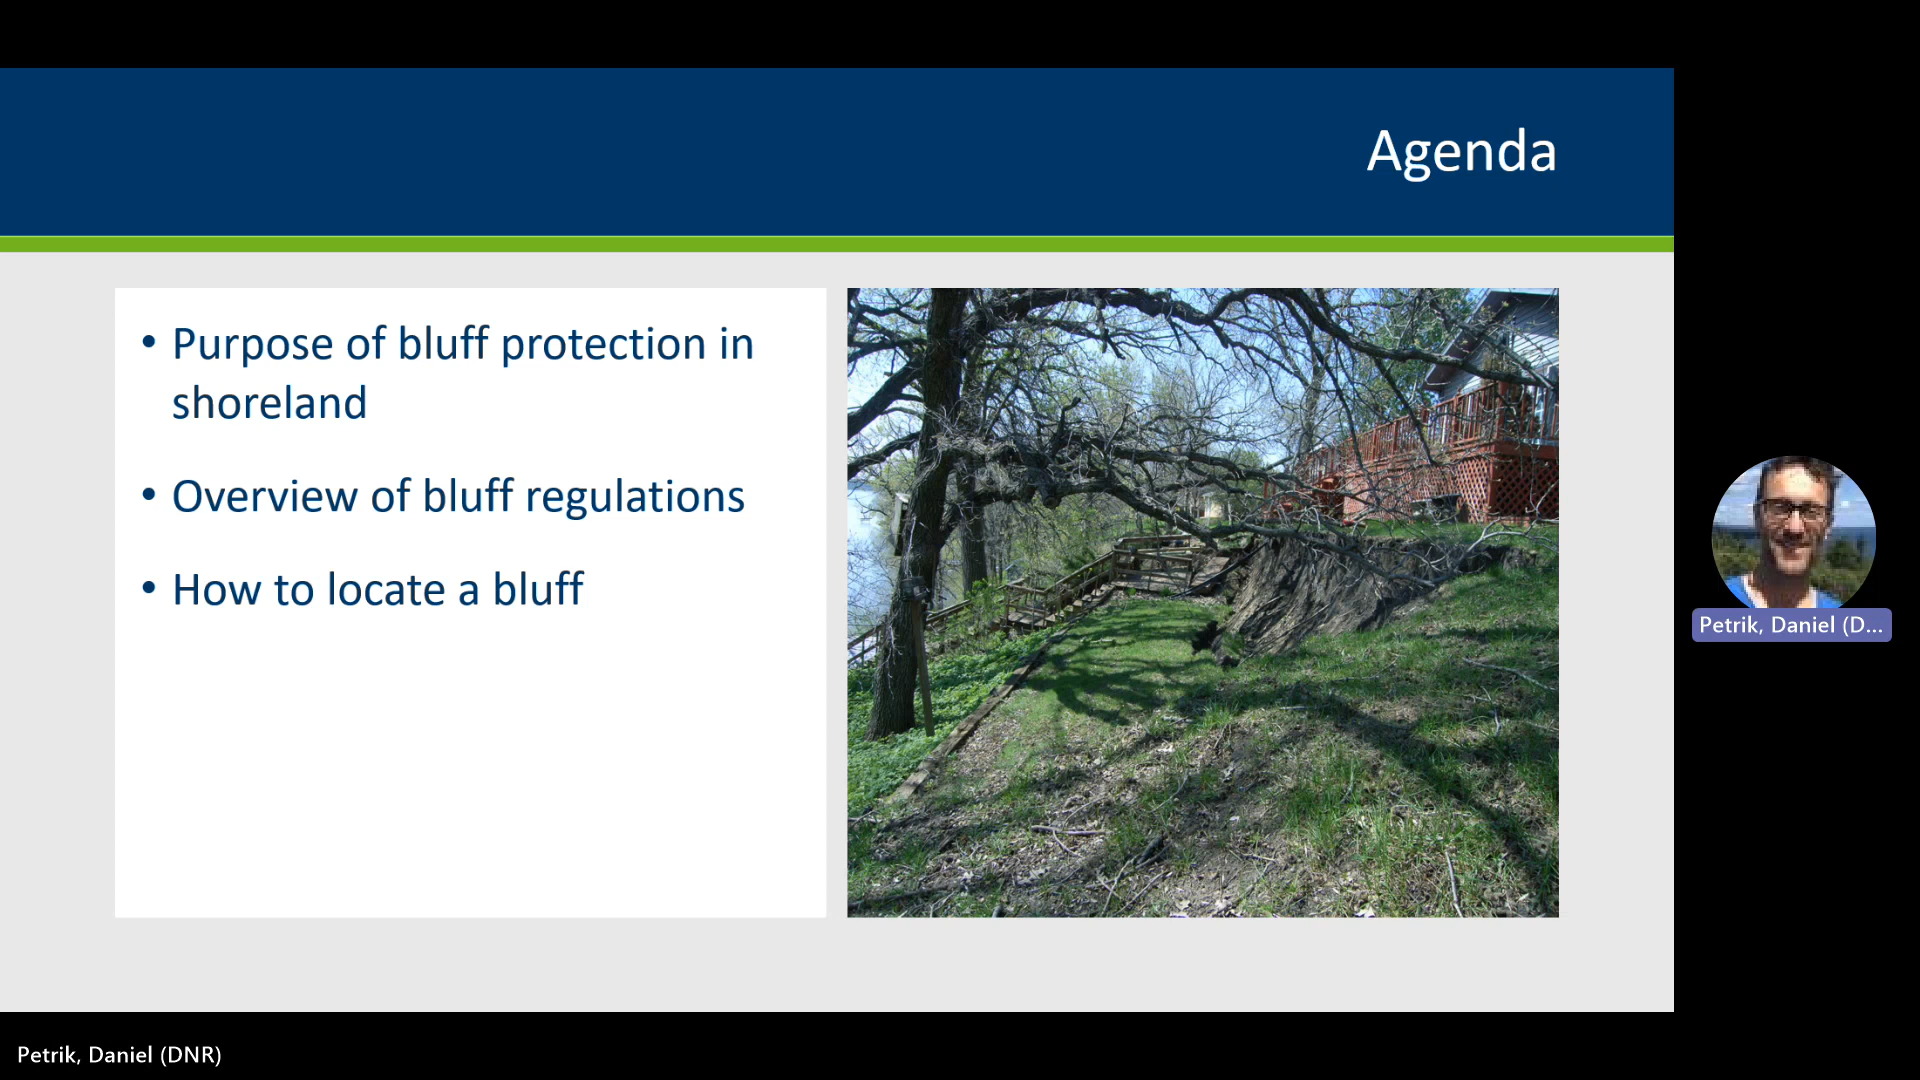 Agenda
• Purpose of bluff protection in
shoreland
• Overview of bluff regulations
• How to locate a bluff
Petrik, Daniel (D...
Petrik, Daniel (DNR)